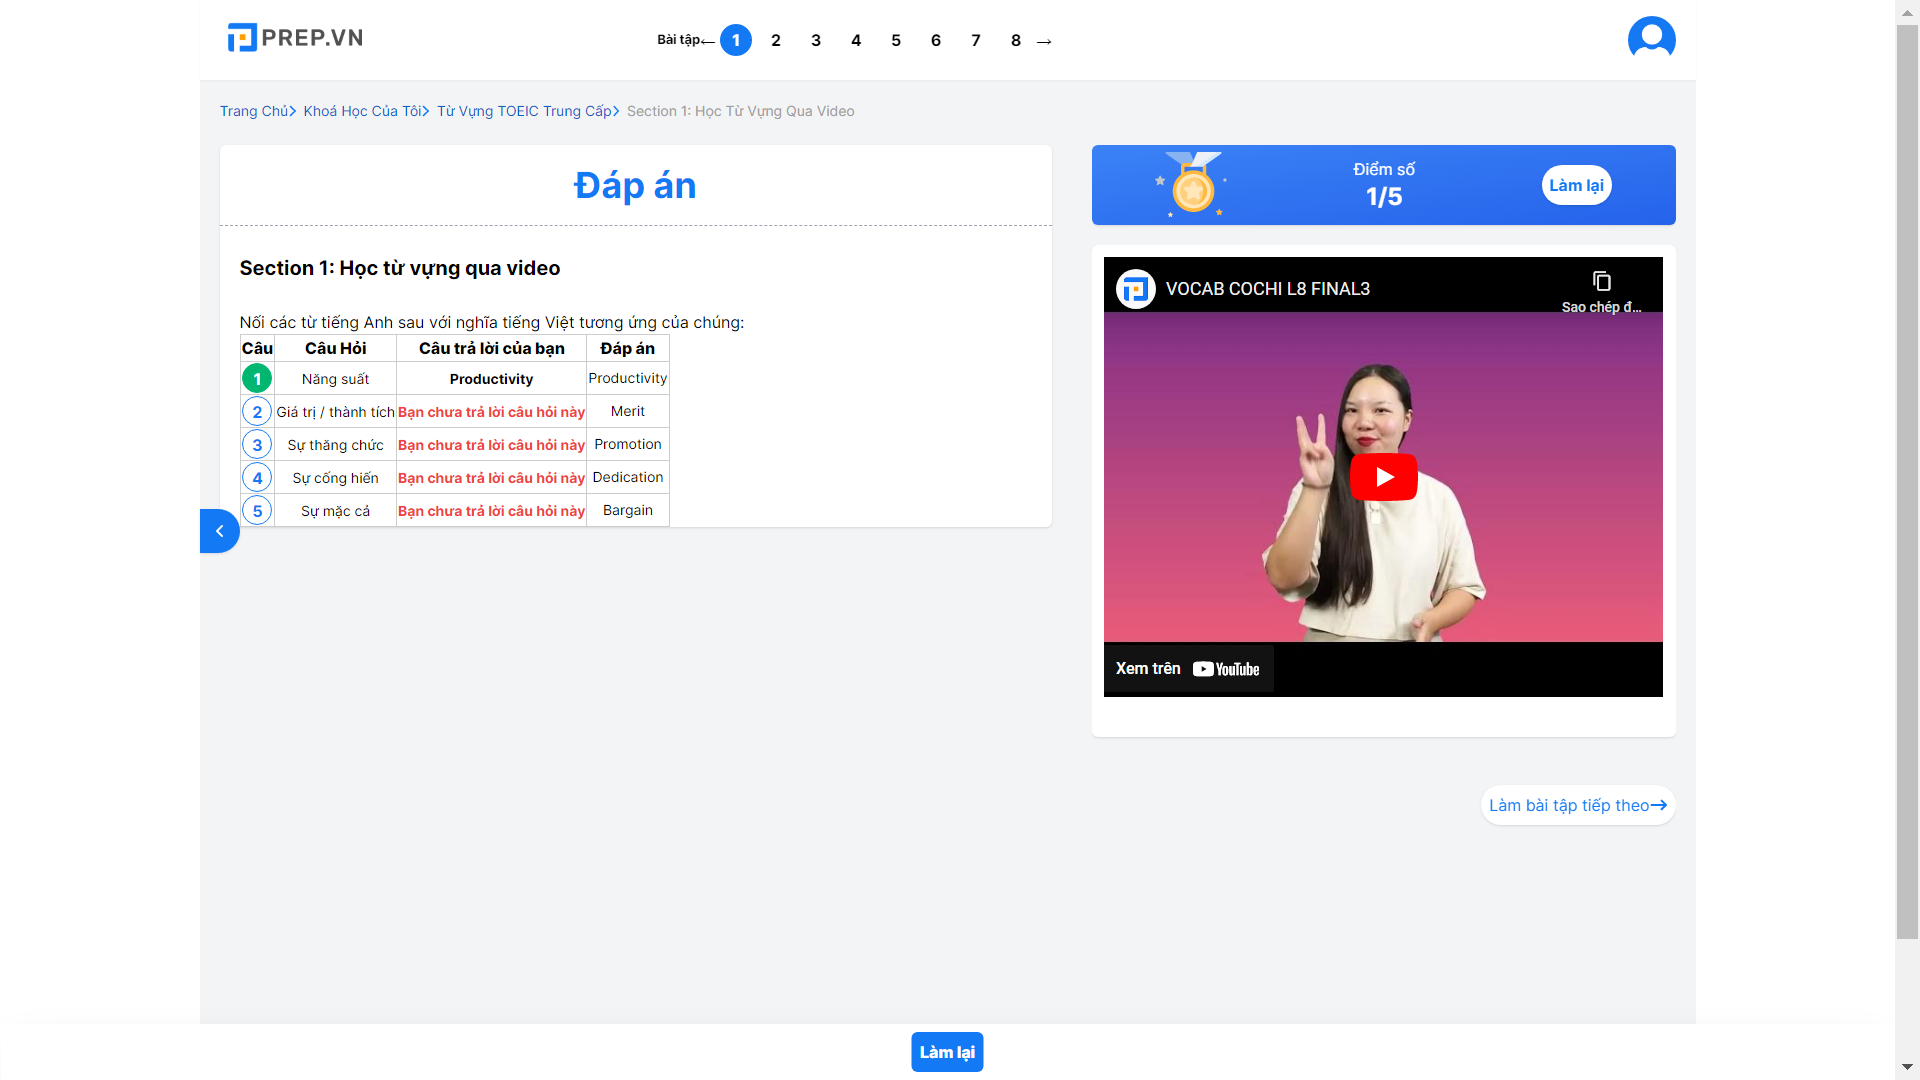 PREP.VN
Bài tập← 1 2 3 4 5 6 7 8 →
Trang Chủ> Khoá Học Của Tôi> Từ Vựng TOEIC Trung Cấp> Section 1: Học Từ Vựng Qua Video
Đáp án
Section 1: Học từ vựng qua video
Nối các từ tiếng Anh sau với nghĩa tiếng Việt tương ứng của chúng:
Câu Câu Hỏi Câu trả lời của bạn Đáp án
1 Năng suất Productivity Productivity
2 Giá trị / thành tích Bạn chưa trả lời câu hỏi này Merit
3 Sự thăng chức Bạn chưa trả lời câu hỏi này Promotion
4 Sự cống hiến Bạn chưa trả lời câu hỏi này Dedication
5 Sự mặc cả Bạn chưa trả lời câu hỏi này Bargain
Điểm số
1/5
Làm lại
VOCAB COCHI L8 FINAL3
Sao chép đ...
Xem trên YouTube
Làm bài tập tiếp theo→
Làm lại